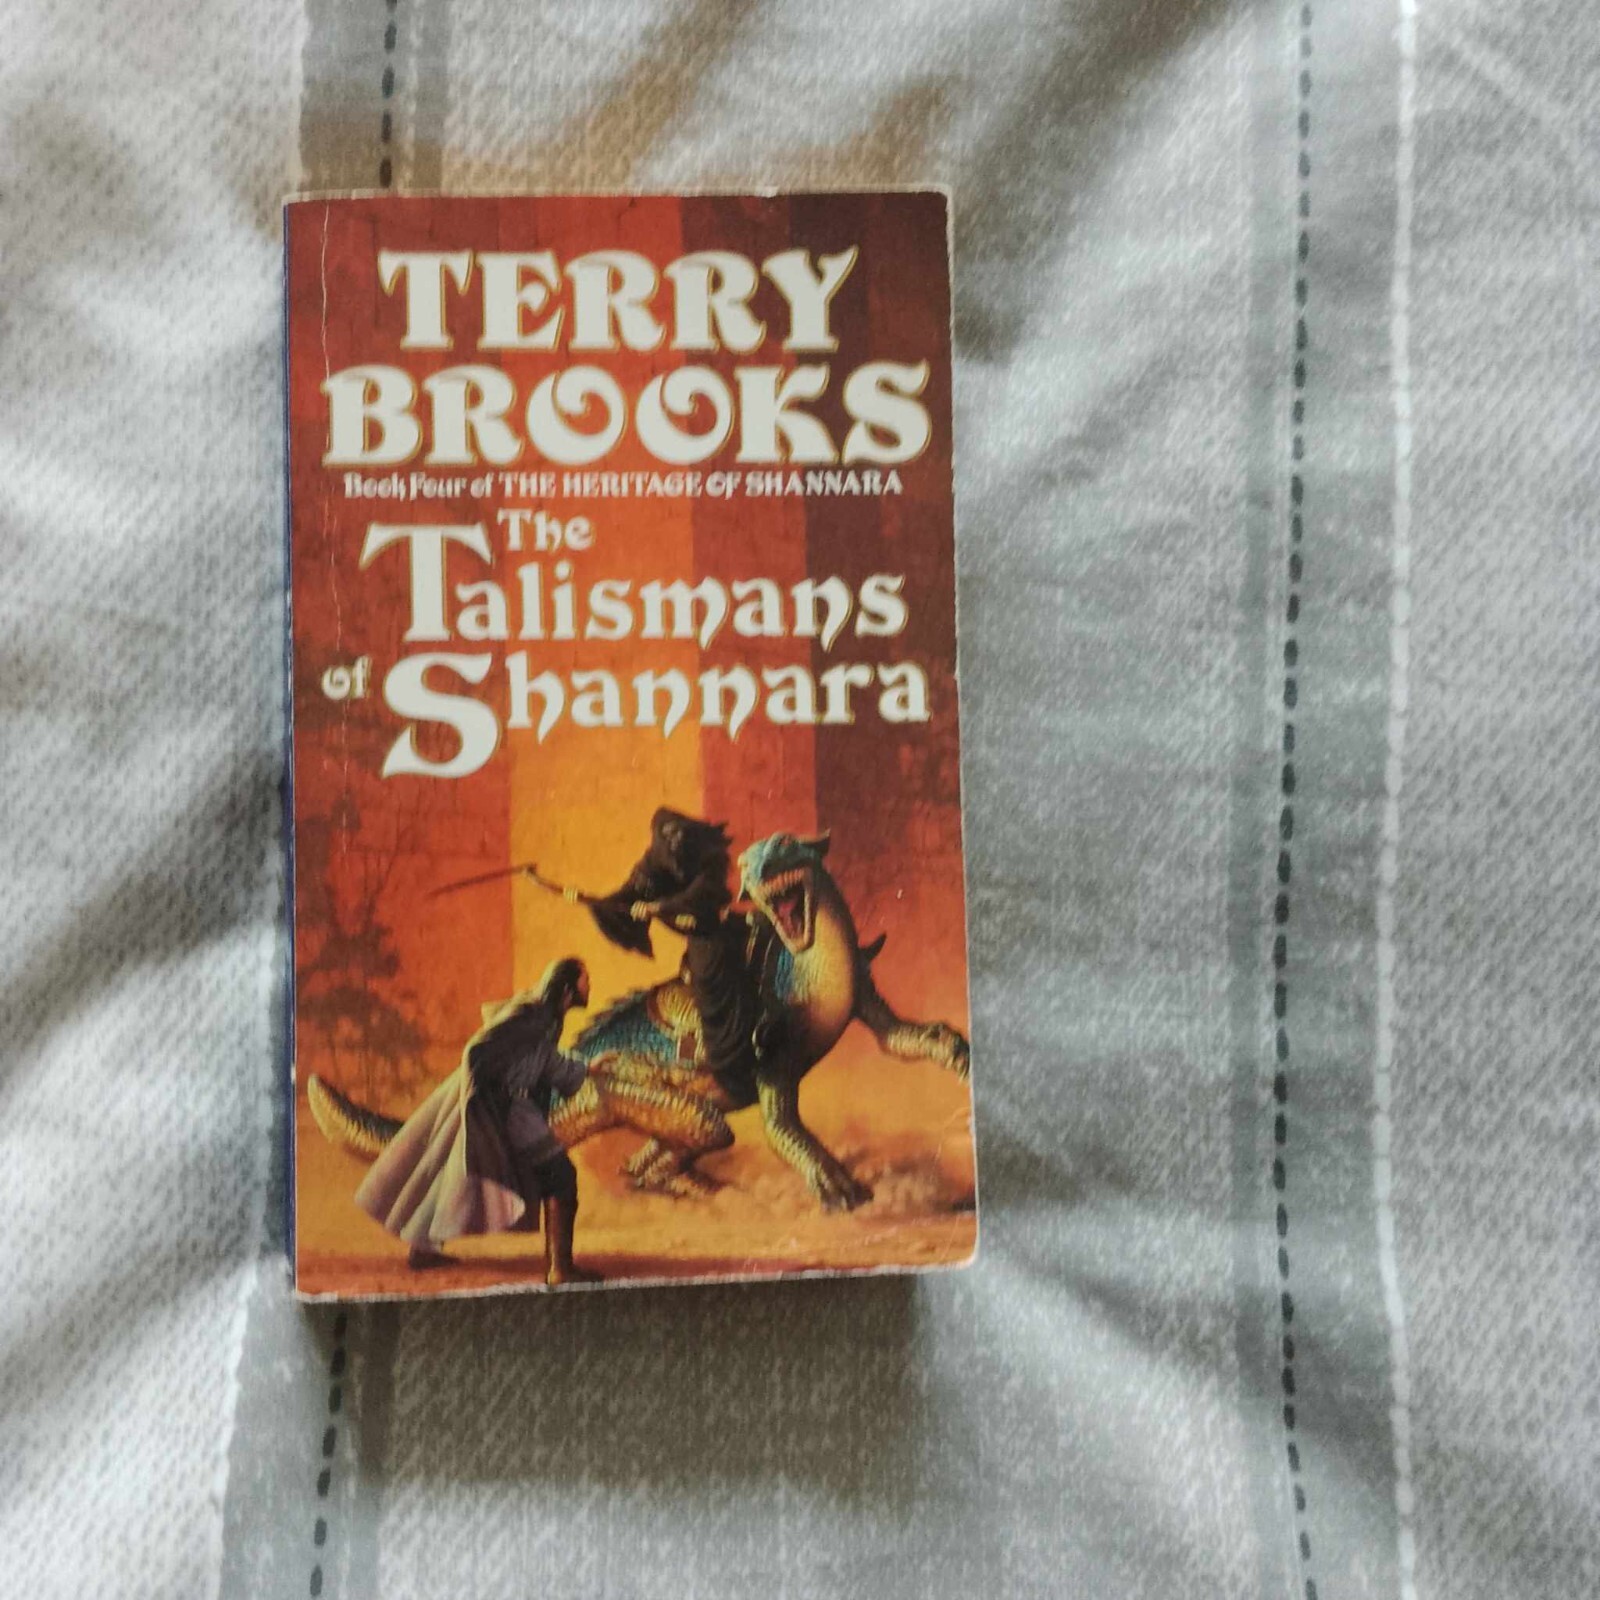 TERRY
BROOKS
Book Four of THE HERITAGE OF SHANNARA
The
Talismans
of Shannara